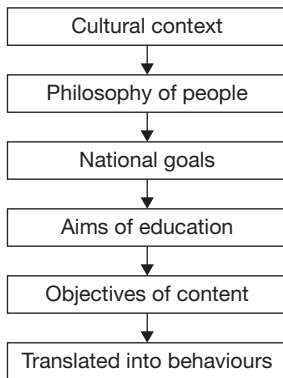 Cultural context
Philosophy of people
National goals
Aims of education
Objectives of content
Translated into behaviours